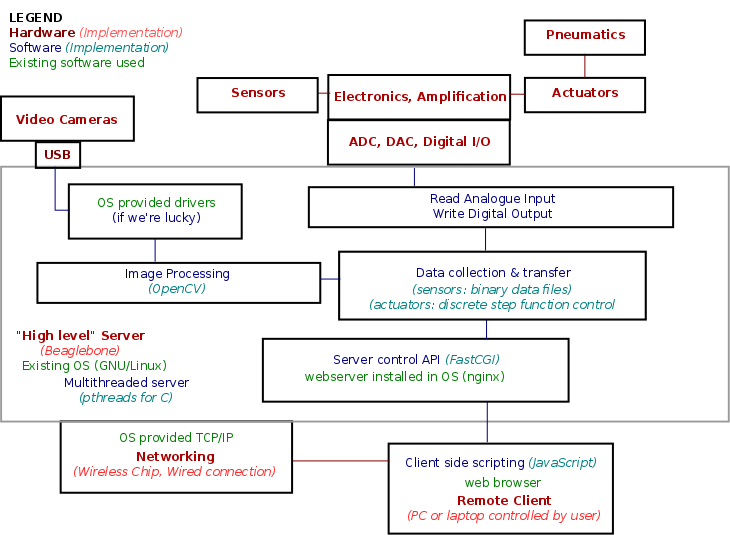 LEGEND
Hardware (Implementation)
Software (Implementation)
Existing software used
Pneumatics
Sensors
Electronics, Amplification
Actuators
Video Cameras
ADC, DAC, Digital I/O
USB
OS provided drivers
(if we're lucky)
Read Analogue Input
Write Digital Output
Image Processing
(OpenCV)
Data collection & transfer
(sensors: binary data files)
(actuators: discrete step function control
"High level" Server
(Beaglebone)
Existing OS (GNU/Linux)
Multithreaded server
(pthreads for C)
Server control API (FastCGI)
webserver installed in OS (nginx)
OS provided TCP/IP
Networking
(Wireless Chip, Wired connection)
Client side scripting (JavaScript)
web browser
Remote Client
(PC or laptop controlled by user)